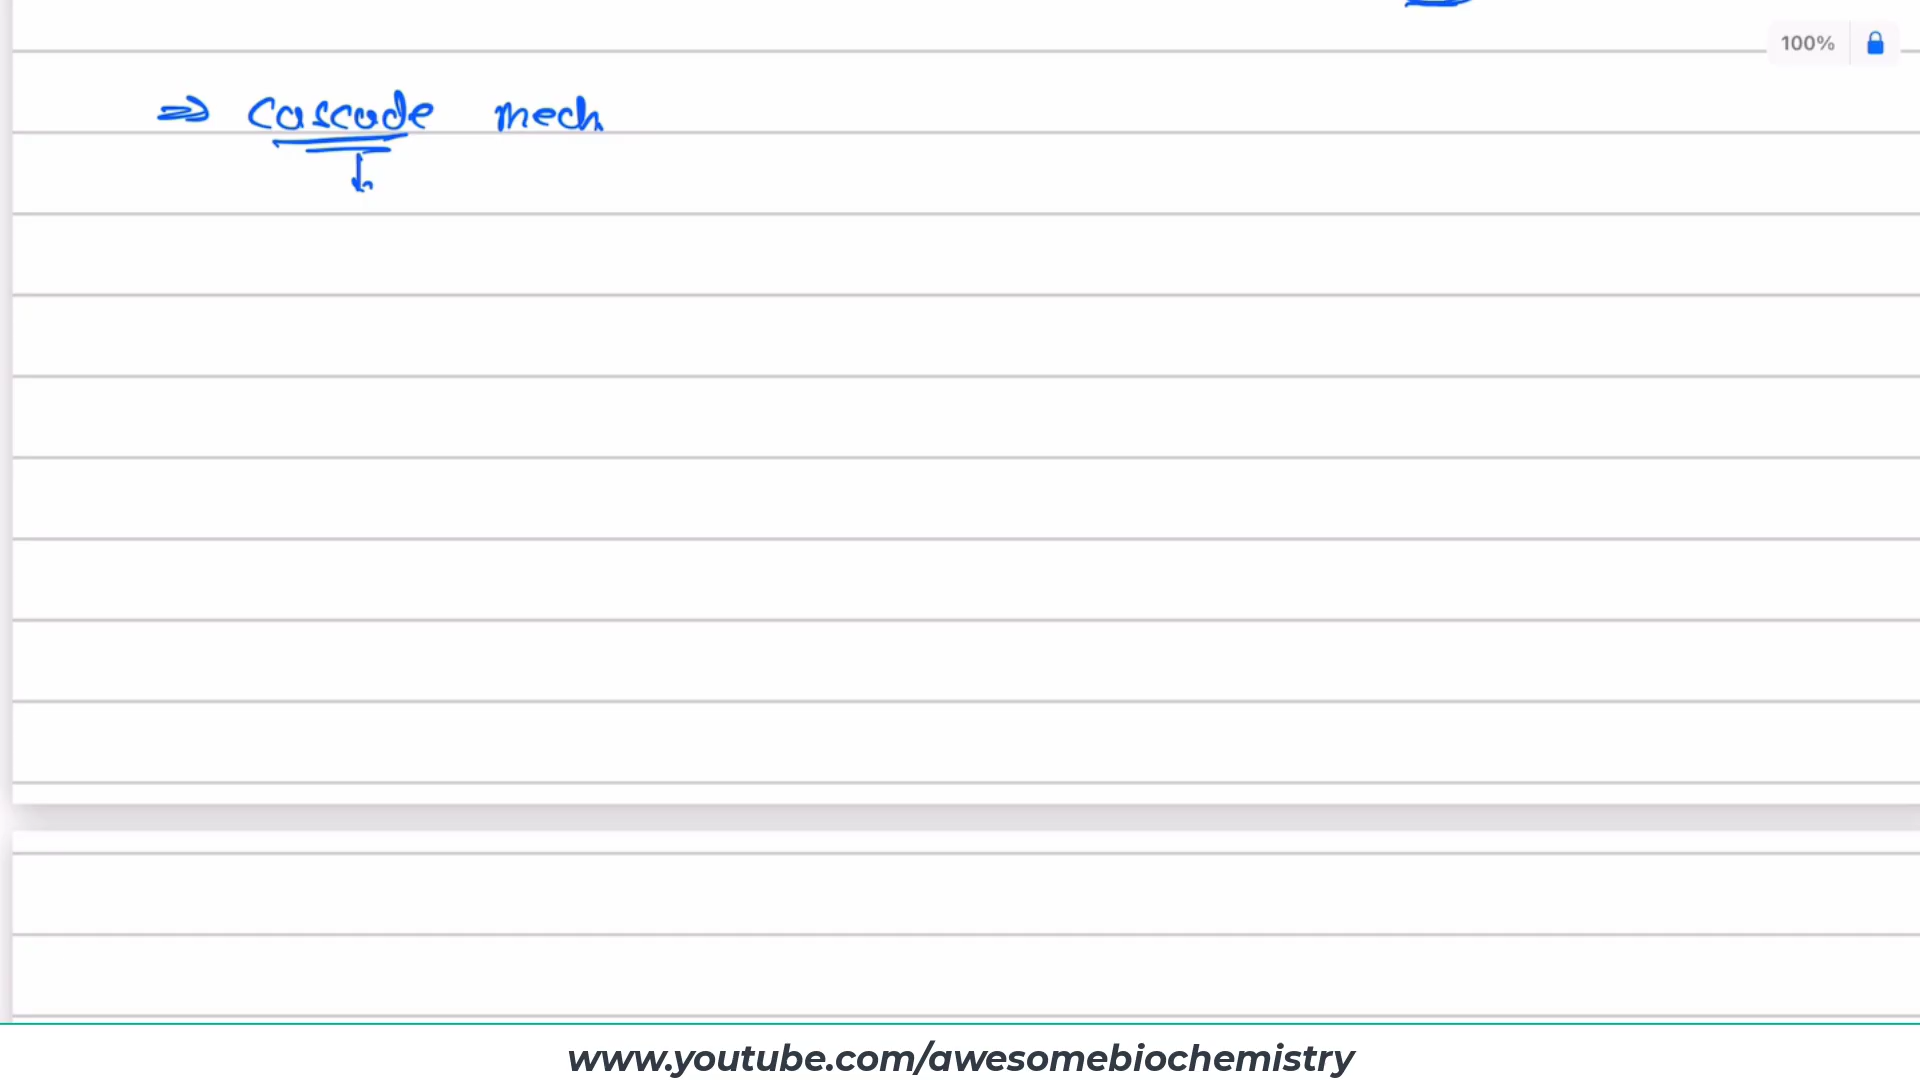 100%
⇒ Cascade mech
↓
www.youtube.com/awesomebiochemistry